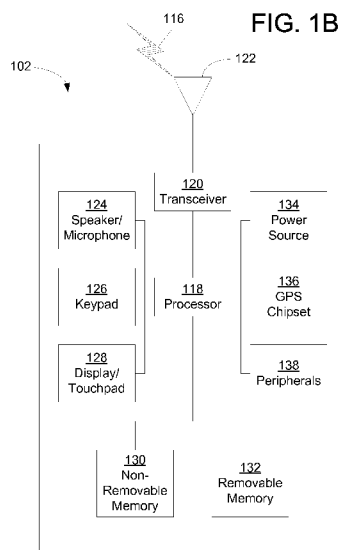 FIG. 1B
116
122
102
120
Transceiver
124
Speaker/
Microphone
134
Power
Source
126
Keypad
118
Processor
136
GPS
Chipset
128
Display/
Touchpad
138
Peripherals
130
Non-
Removable
Memory
132
Removable
Memory